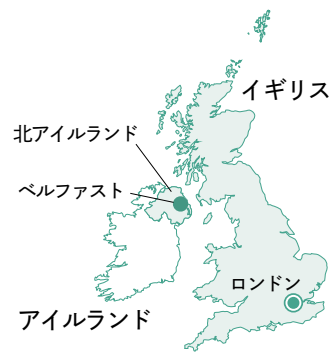 イギリス
北アイルランド
ベルファスト
ロンドン
アイルランド